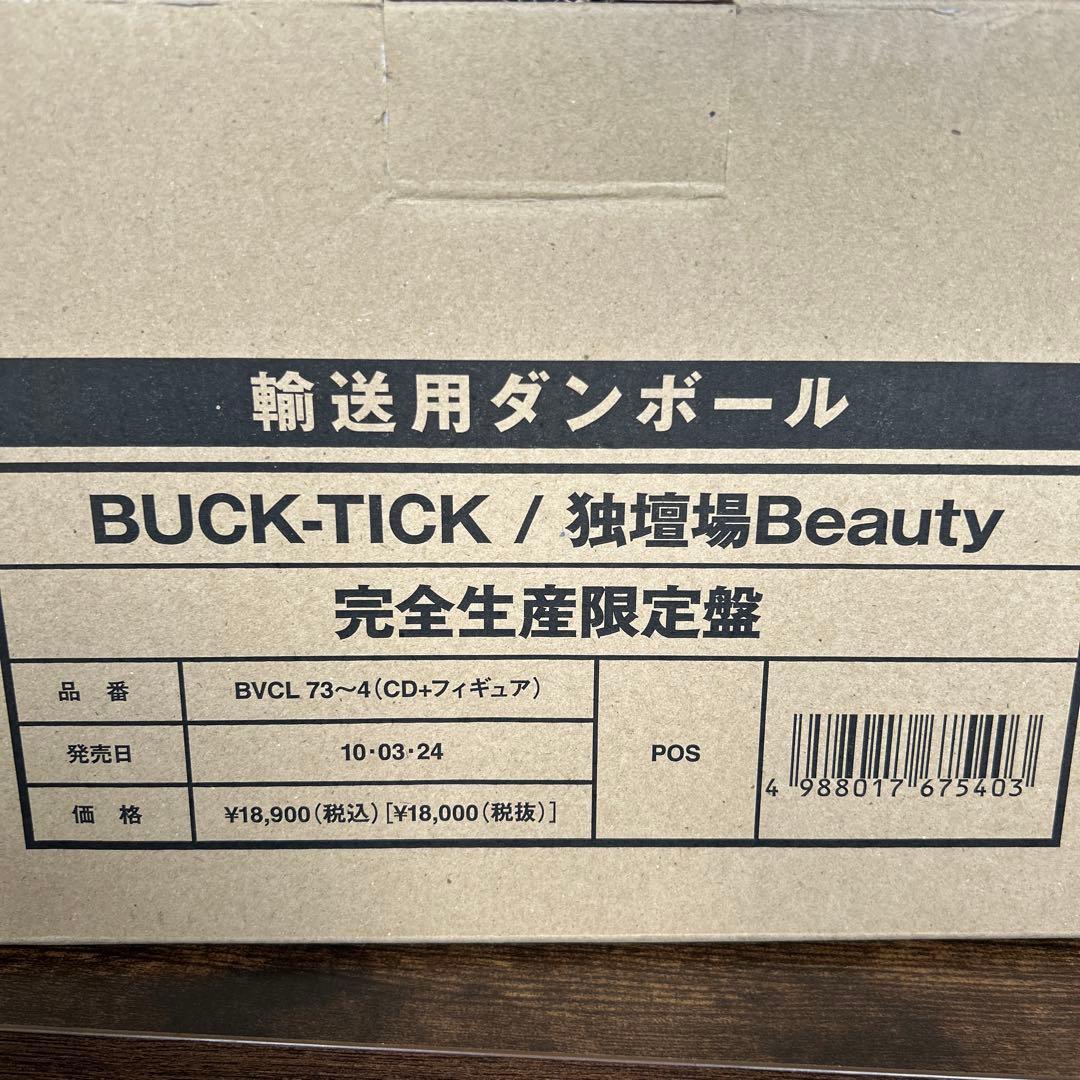 輸送用ダンボール
BUCK-TICK / 独壇場Beauty
完全生産限定盤
品 番 BVCL 73〜4(CD+フィギュア)
発売日 10・03・24
価 格 ¥18,900(税込)[¥18,000(税抜)]
POS
4 988017 675403